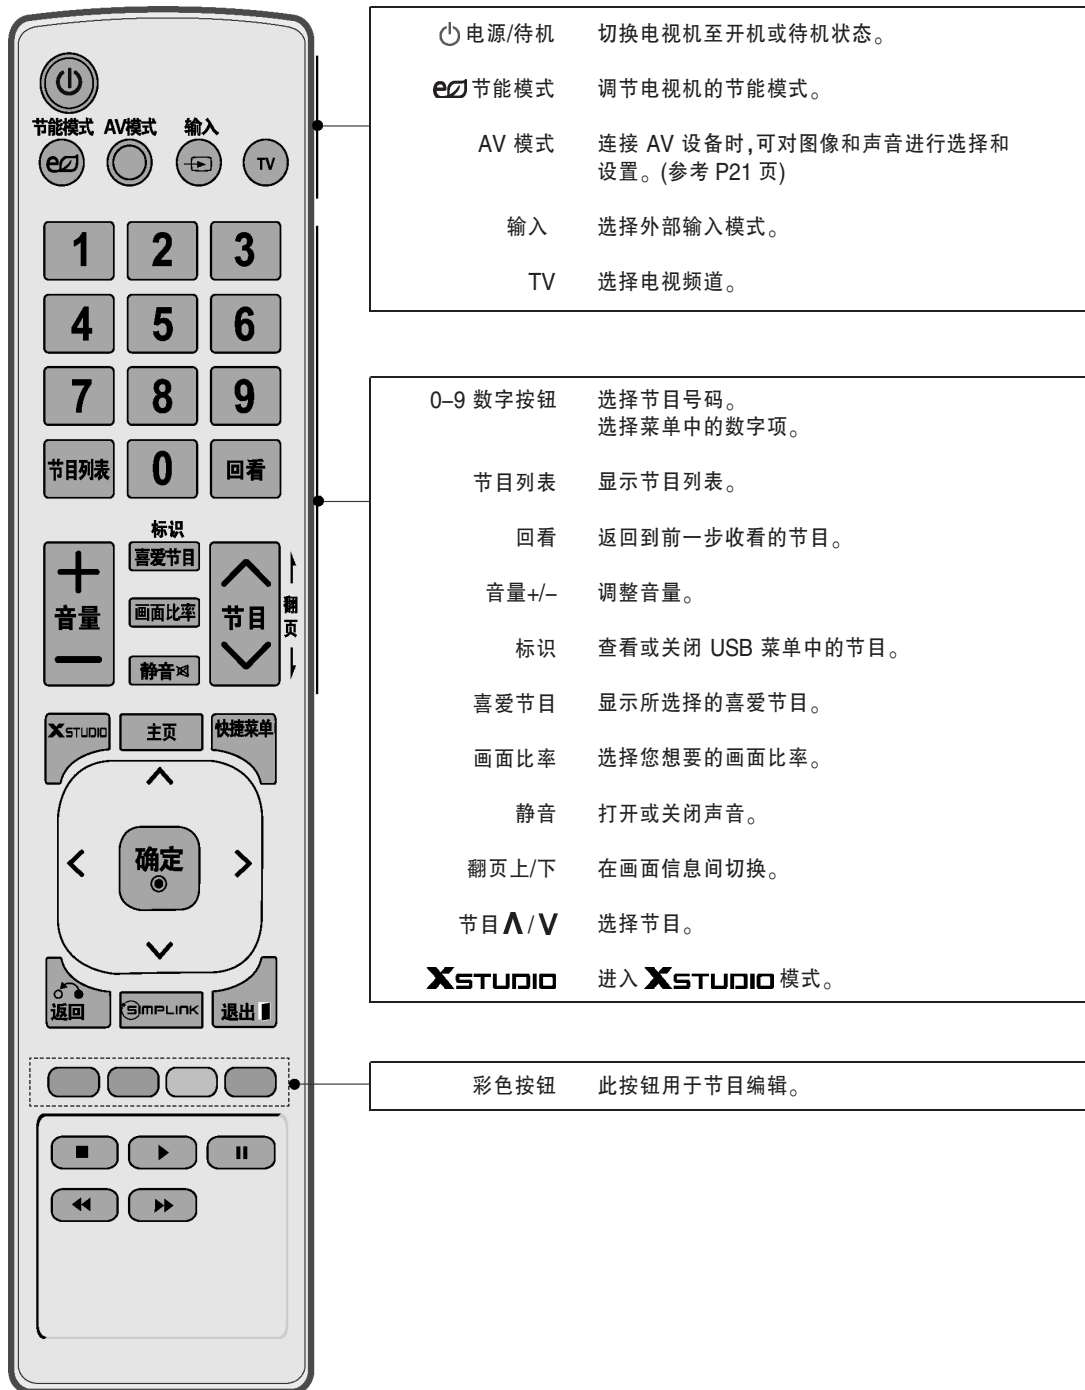 节能模式 AV模式 输入
TV
1 2 3
4 5 6
7 8 9
节目列表 0 回看
标识
喜爱节目
音量 画面比率 节目 翻页
静音
XSTUDIO 主页 快捷菜单
确定
返回 SIMPLINK 退出
电源/待机 切换电视机至开机或待机状态。
eco 节能模式 调节电视机的节能模式。
AV 模式 连接 AV 设备时,可对图像和声音进行选择和
设置。(参考 P21 页)
输入 选择外部输入模式。
TV 选择电视频道。
0–9 数字按钮 选择节目号码。
选择菜单中的数字项。
节目列表 显示节目列表。
回看 返回到前一步收看的节目。
音量+/– 调整音量。
标识 查看或关闭 USB 菜单中的节目。
喜爱节目 显示所选择的喜爱节目。
画面比率 选择您想要的画面比率。
静音 打开或关闭声音。
翻页上/下 在画面信息间切换。
节目∧/∨ 选择节目。
XSTUDIO 进入 XSTUDIO 模式。
彩色按钮 此按钮用于节目编辑。